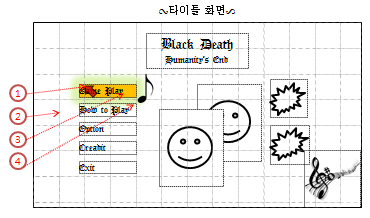 ~타이틀 화면~
Black Death
Humanity's End
① Game Play
② How to Play
③ Option
④ Creadit
Exit